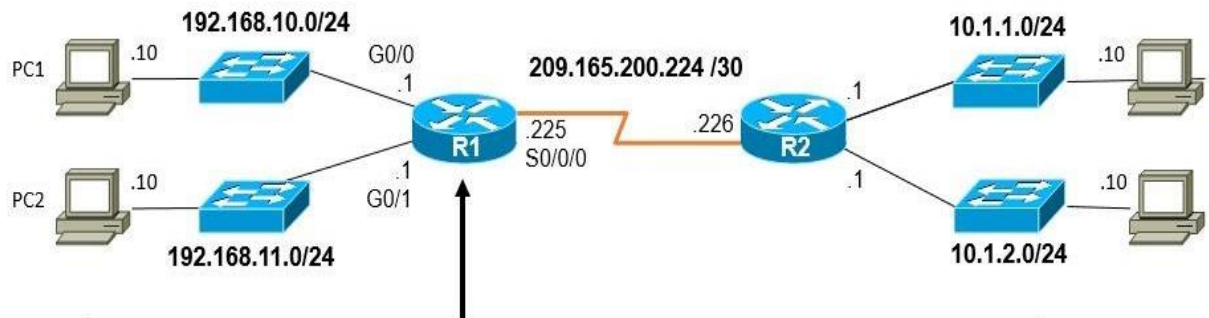 192.168.10.0/24
10.1.1.0/24
PC1
.10
G0/0
.1
209.165.200.224 /30
.1
.10
.225
S0/0/0
.226
R1
R2
PC2
.10
.1
G0/1
.1
.10
192.168.11.0/24
10.1.2.0/24